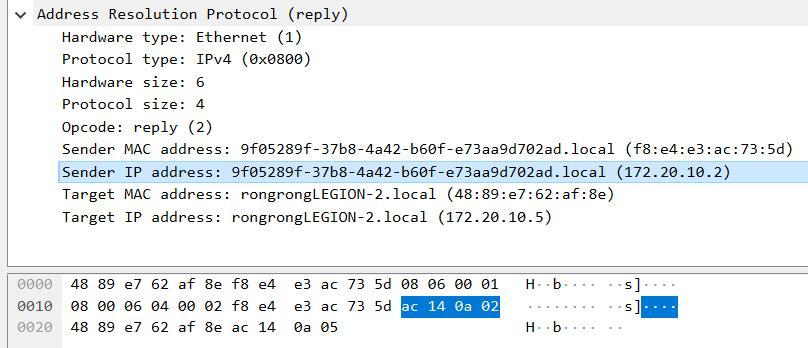 Address Resolution Protocol (reply)
Hardware type: Ethernet (1)
Protocol type: IPv4 (0x0800)
Hardware size: 6
Protocol size: 4
Opcode: reply (2)
Sender MAC address: 9f05289f-37b8-4a42-b60f-e73aa9d702ad.local (f8:e4:e3:ac:73:5d)
Sender IP address: 9f05289f-37b8-4a42-b60f-e73aa9d702ad.local (172.20.10.2)
Target MAC address: rongrongLEGION-2.local (48:89:e7:62:af:8e)
Target IP address: rongrongLEGION-2.local (172.20.10.5)
0000 48 89 e7 62 af 8e f8 e4 e3 ac 73 5d 08 06 00 01 H··b···· ··s]····
0010 08 00 06 04 00 02 f8 e4 e3 ac 73 5d ac 14 0a 02 ········ ··s]····
0020 48 89 e7 62 af 8e ac 14 0a 05 H··b···· ··